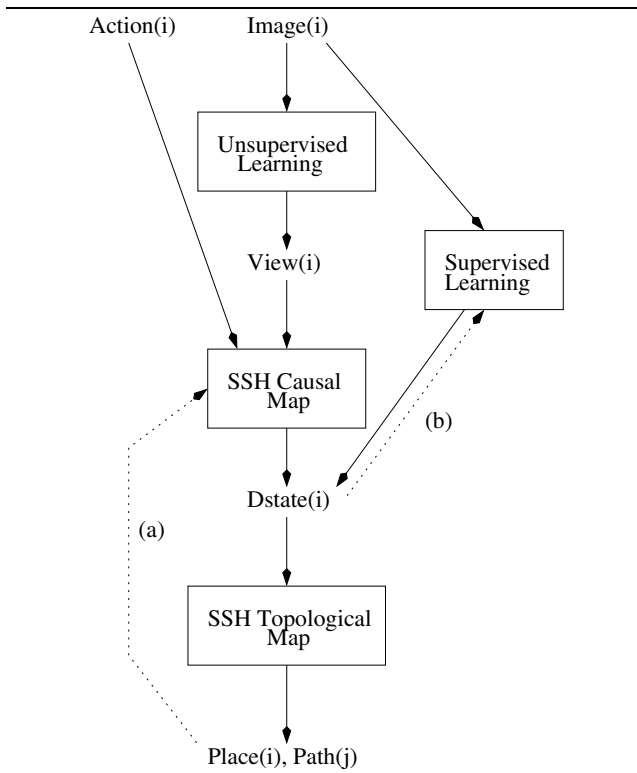 Action(i)
Image(i)
Unsupervised
Learning
View(i)
Supervised
Learning
SSH Causal
Map
(b)
Dstate(i)
(a)
SSH Topological
Map
Place(i), Path(j)